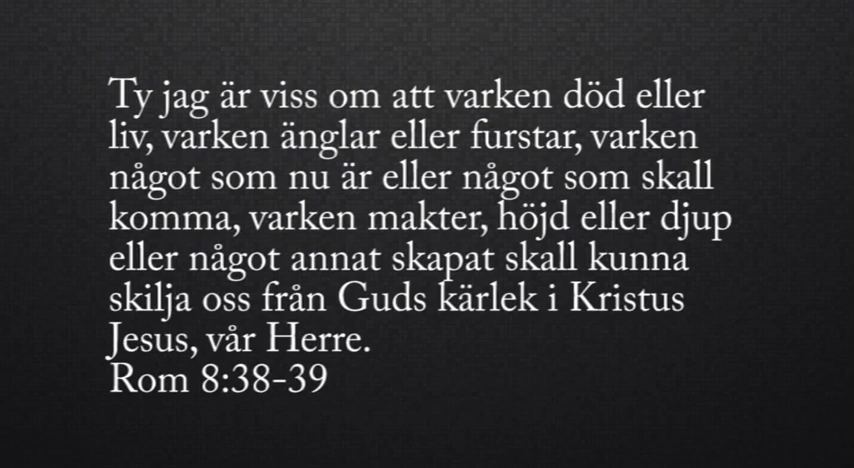 Ty jag är viss om att varken död eller
liv, varken änglar eller furstar, varken
något som nu är eller något som skall
komma, varken makter, höjd eller djup
eller något annat skapat skall kunna
skilja oss från Guds kärlek i Kristus
Jesus, vår Herre.
Rom 8:38-39